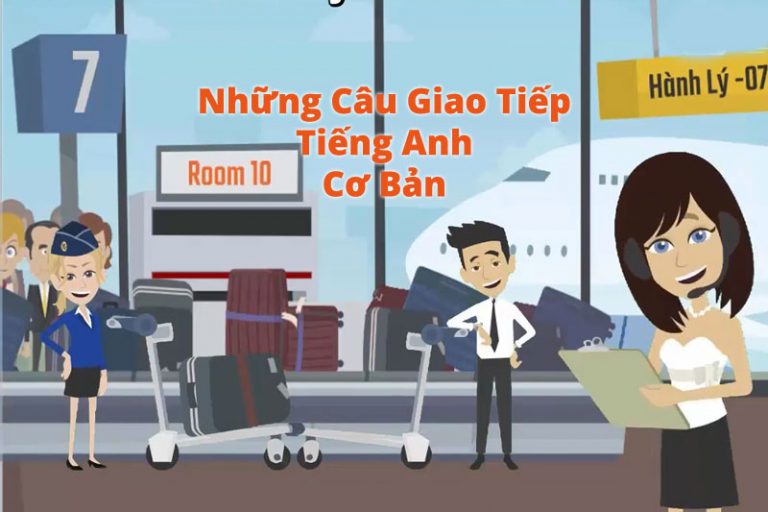 7
Những Câu Giao Tiếp
Tiếng Anh
Cơ Bản
Hành Lý -07
Room 10